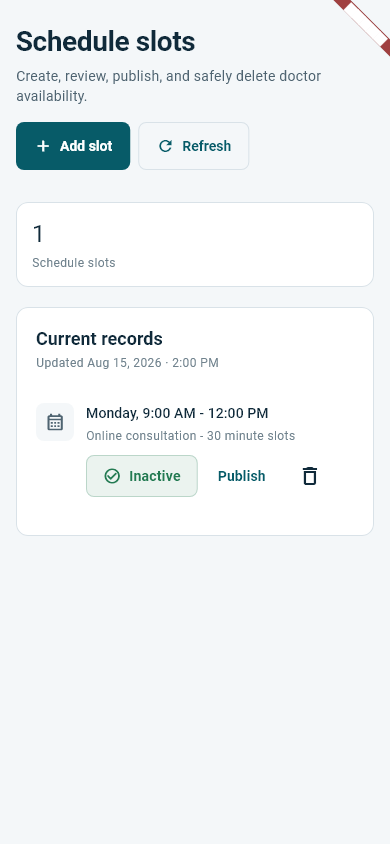 Schedule slots
Create, review, publish, and safely delete doctor
availability.
Add slot
Refresh
1
Schedule slots
Current records
Updated Aug 15, 2026 · 2:00 PM
Monday, 9:00 AM - 12:00 PM
Online consultation - 30 minute slots
Inactive
Publish